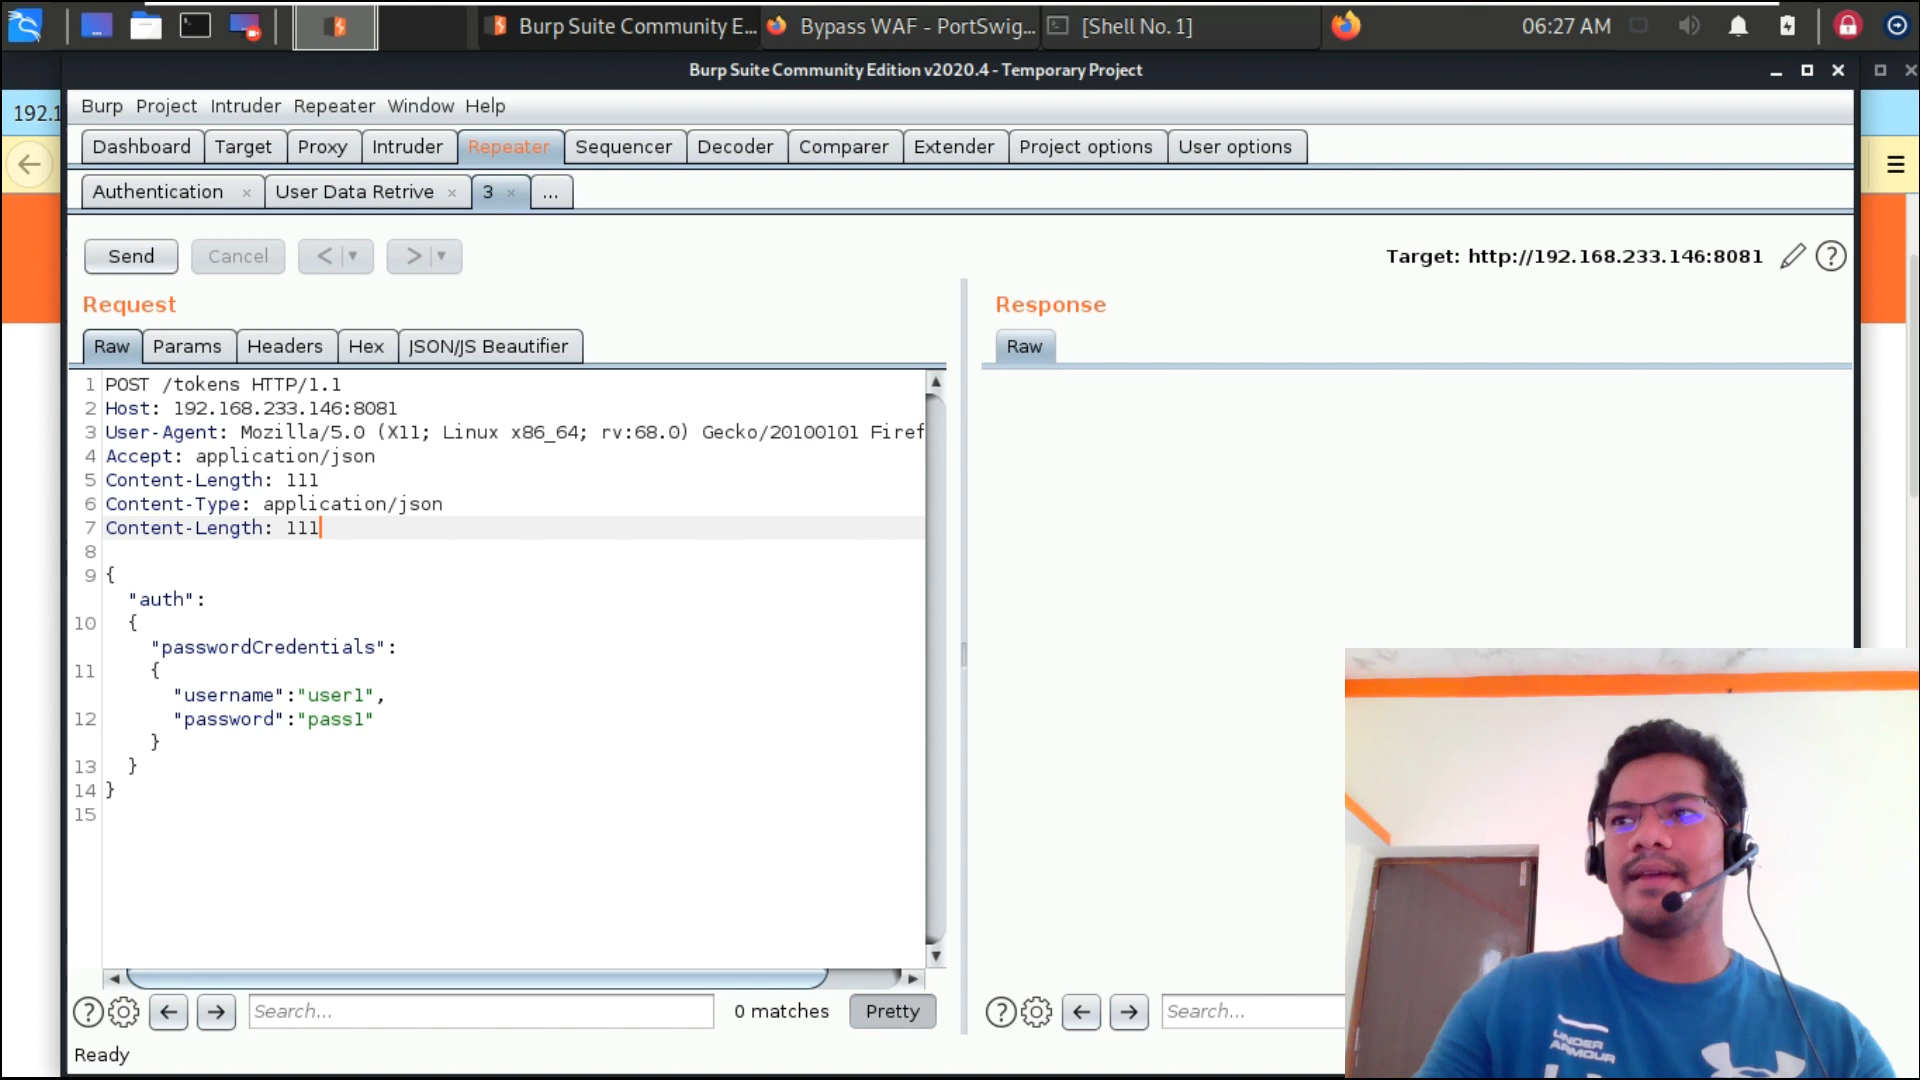 Burp Suite Community E...
Bypass WAF - PortSwig...
[Shell No. 1]
06:27 AM
Burp Suite Community Edition v2020.4 - Temporary Project
192.1
Burp Project Intruder Repeater Window Help
Dashboard Target Proxy Intruder Repeater Sequencer Decoder Comparer Extender Project options User options
Authentication × User Data Retrive × 3 × ...
Send Cancel < > Target: http://192.168.233.146:8081 ?
Request
Raw Params Headers Hex JSON/JS Beautifier
1 POST /tokens HTTP/1.1
2 Host: 192.168.233.146:8081
3 User-Agent: Mozilla/5.0 (X11; Linux x86_64; rv:68.0) Gecko/20100101 Firef
4 Accept: application/json
5 Content-Length: 111
6 Content-Type: application/json
7 Content-Length: 111
8
9 {
"auth":
10 {
"passwordCredentials":
11 {
"username":"user1",
12 "password":"pass1"
}
13 }
14 }
15
? Search... 0 matches Pretty
Ready
Response
Raw
? Search...
UNDER
ARMOUR